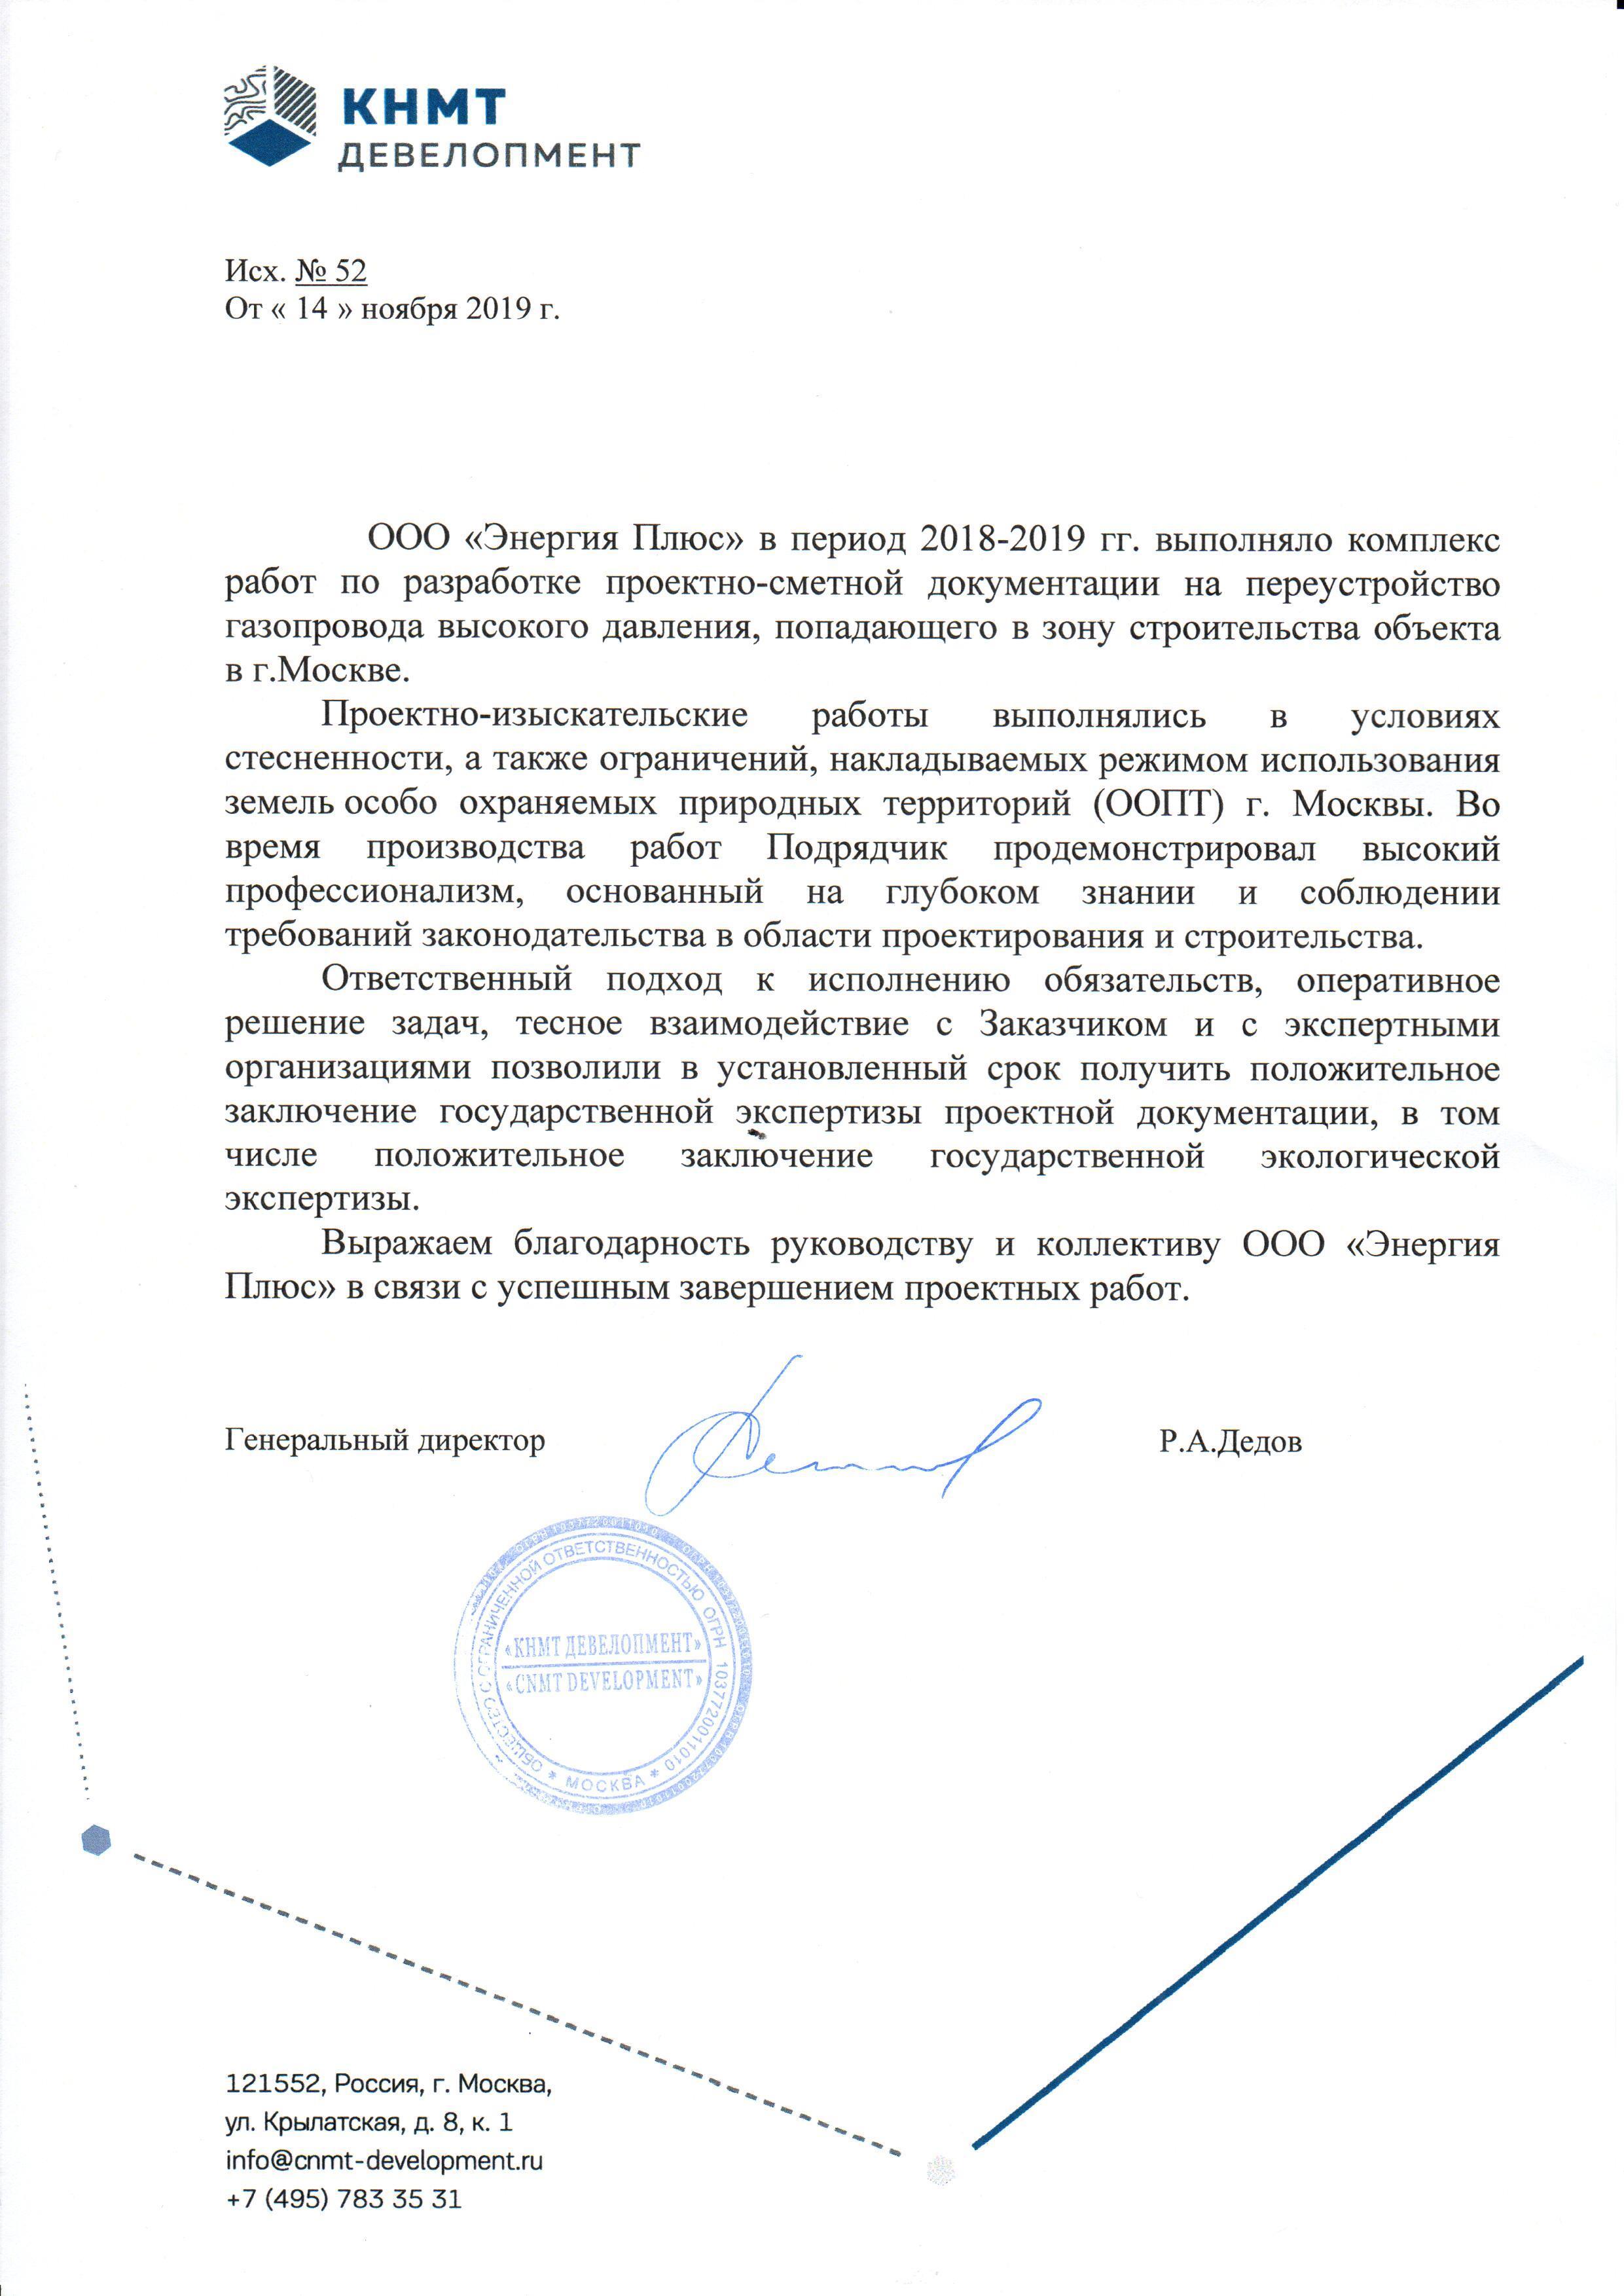 КНМТ
ДЕВЕЛОПМЕНТ
Исх. № 52
От « 14 » ноября 2019 г.
ООО «Энергия Плюс» в период 2018-2019 гг. выполняло комплекс
работ по разработке проектно-сметной документации на переустройство
газопровода высокого давления, попадающего в зону строительства объекта
в г.Москве.
Проектно-изыскательские работы выполнялись в условиях
стесненности, а также ограничений, накладываемых режимом использования
земель особо охраняемых природных территорий (ООПТ) г. Москвы. Во
время производства работ Подрядчик продемонстрировал высокий
профессионализм, основанный на глубоком знании и соблюдении
требований законодательства в области проектирования и строительства.
Ответственный подход к исполнению обязательств, оперативное
решение задач, тесное взаимодействие с Заказчиком и с экспертными
организациями позволили в установленный срок получить положительное
заключение государственной экспертизы проектной документации, в том
числе положительное заключение государственной экологической
экспертизы.
Выражаем благодарность руководству и коллективу ООО «Энергия
Плюс» в связи с успешным завершением проектных работ.
Генеральный директор Р.А.Дедов
ОБЩЕСТВО С ОГРАНИЧЕННОЙ ОТВЕТСТВЕННОСТЬЮ ОГРН 1037720011010
* МОСКВА *
«КНМТ ДЕВЕЛОПМЕНТ»
«CNMT DEVELOPMENT»
121552, Россия, г. Москва,
ул. Крылатская, д. 8, к. 1
info@cnmt-development.ru
+7 (495) 783 35 31